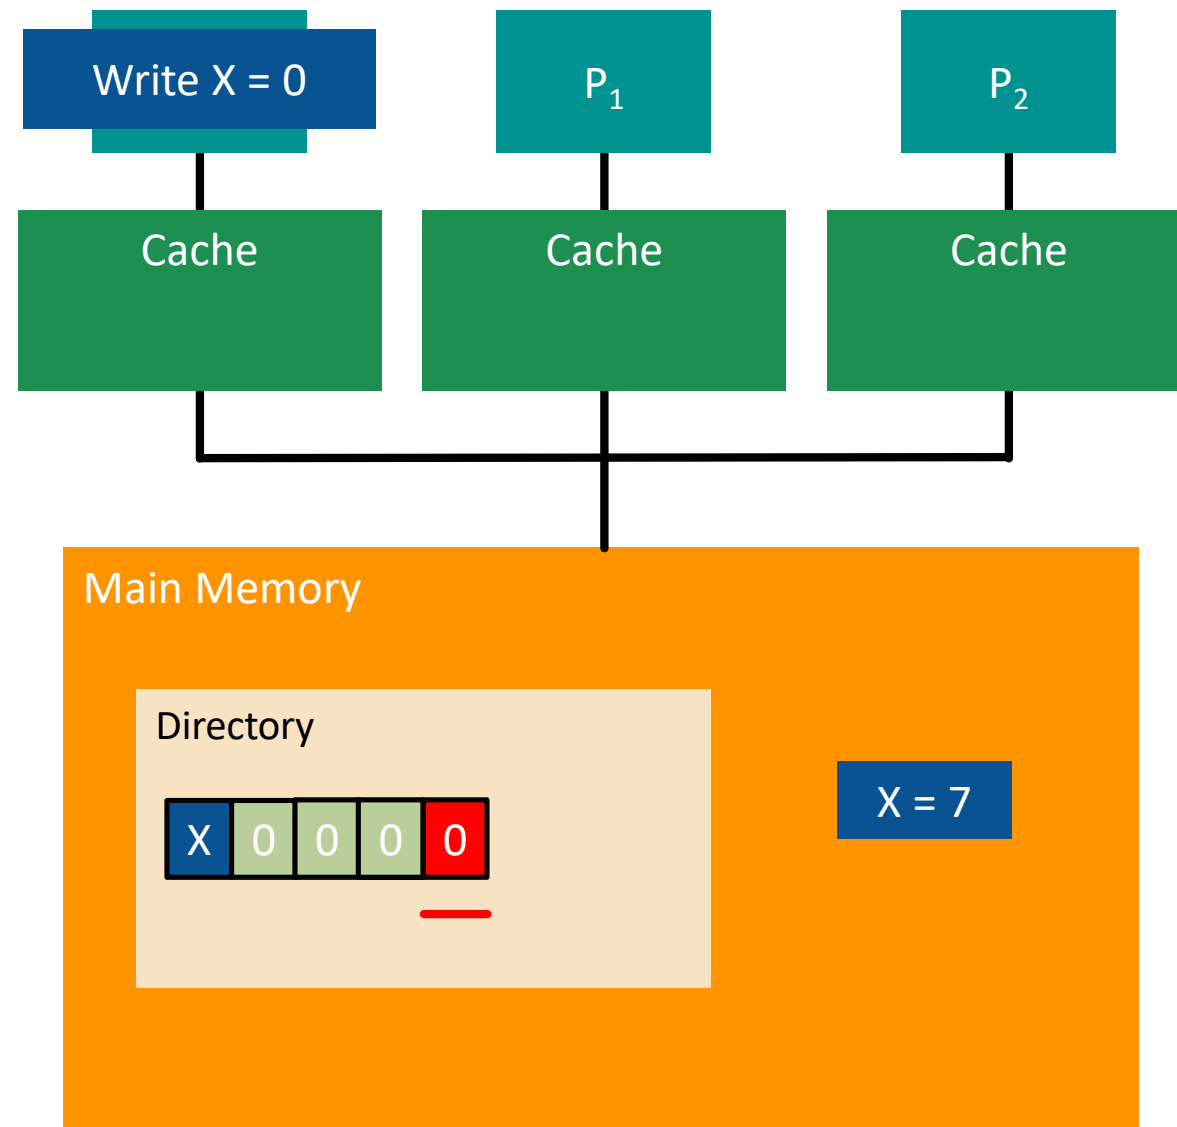 Write X = 0
P₁
P₂
Cache
Cache
Cache
Main Memory
Directory
X 0 0 0 0
X = 7